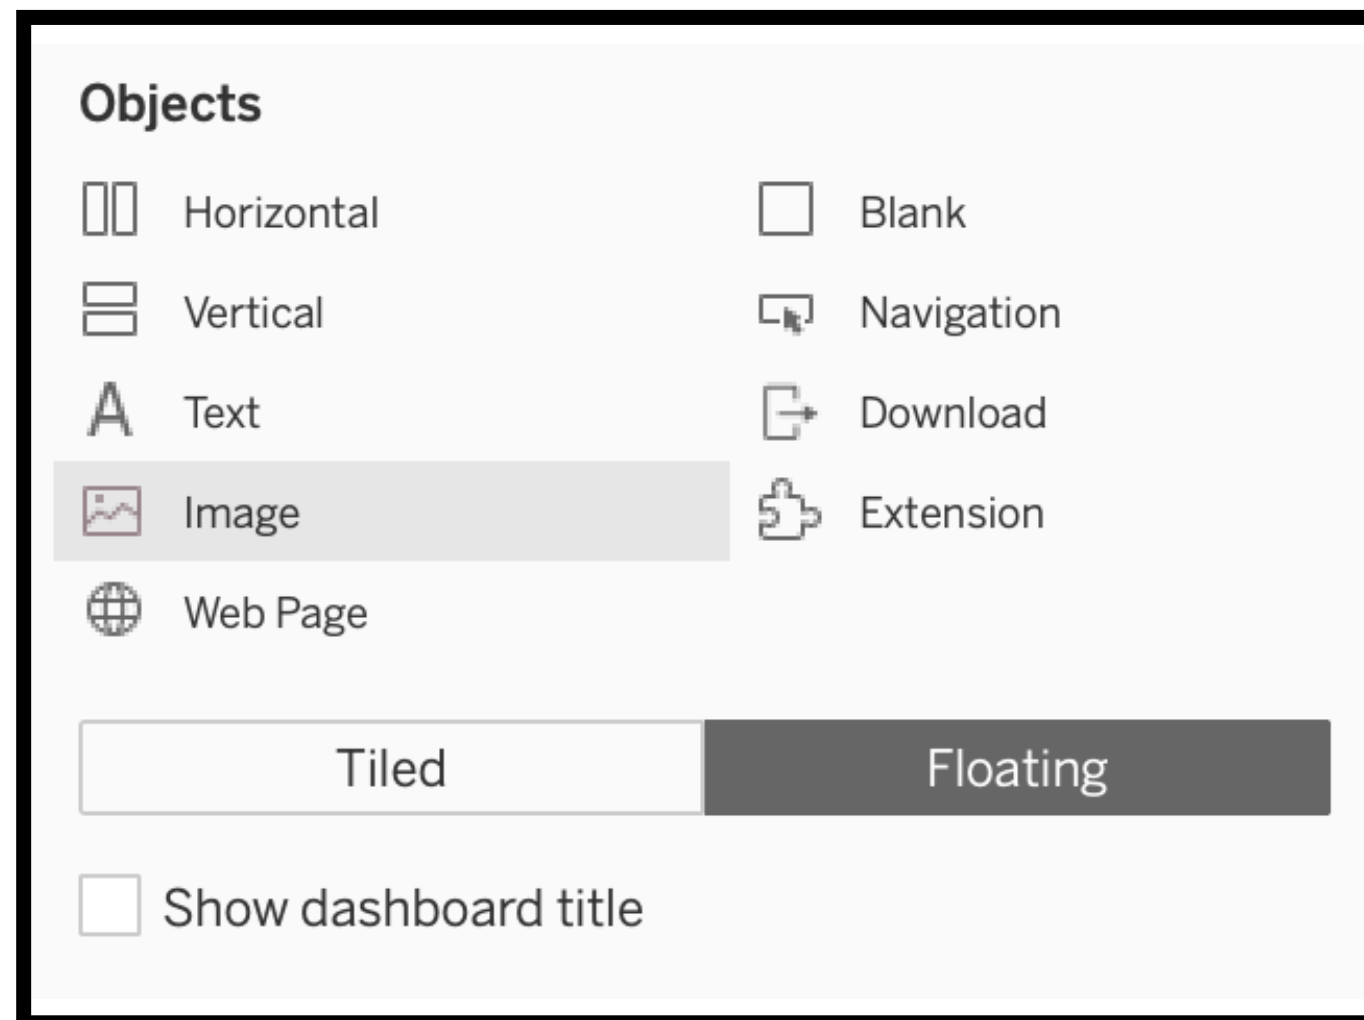 Objects
Horizontal
Blank
Vertical
Navigation
Text
Download
Image
Extension
Web Page
Tiled
Floating
Show dashboard title